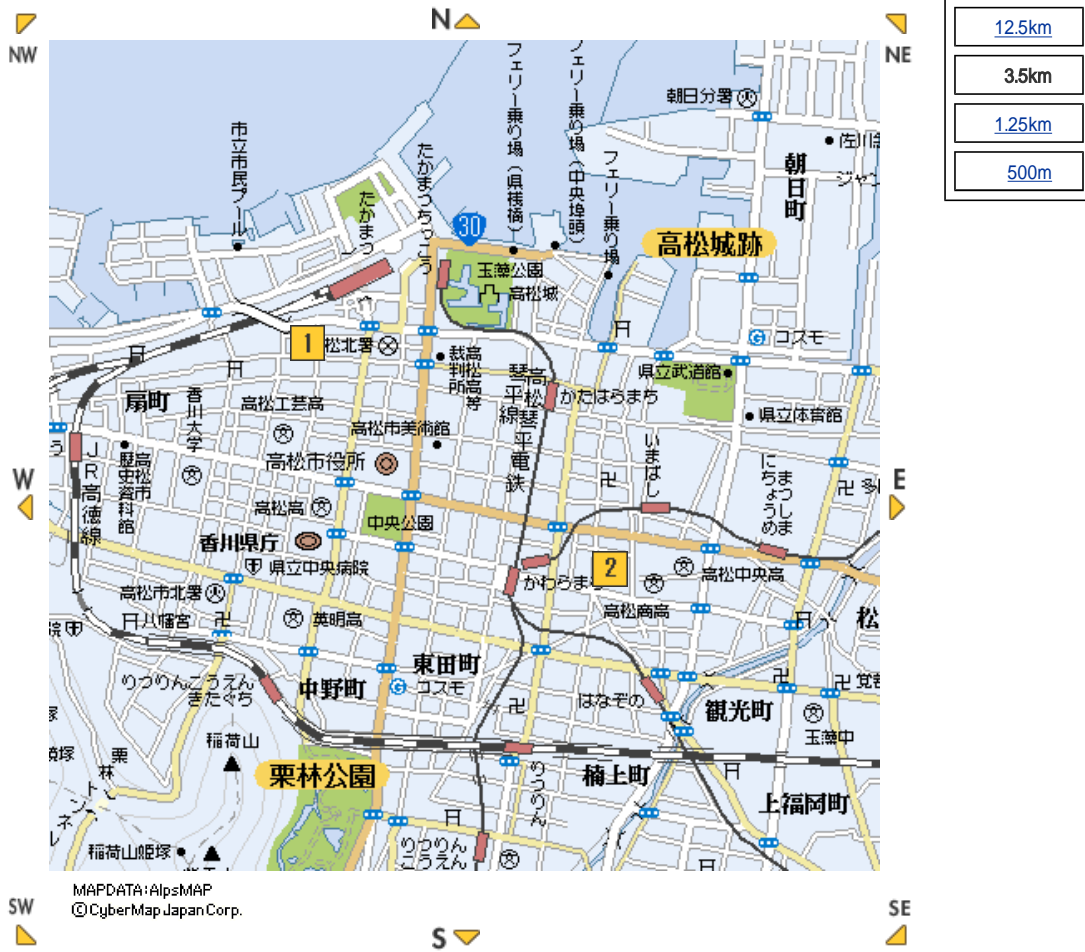 N
NW
NE
12.5km
3.5km
1.25km
500m
フェリー乗り場(県桟橋)
フェリー乗り場(中央埠頭)
フェリー乗り場
朝日分署
市立市民プール
たかまつちっこう
たかまつ
朝日町
30
高松城跡
玉藻公園
高松城
コスモ
1
松北署
高松高等
裁判所
県立武道館
高松琴平電鉄
琴平線
かたはらまち
県立体育館
扇町
香川大学
高松工芸高
高松市美術館
いまばし
高松市役所
JR高徳線
高松市
歴史資料館
まつしま
にちょうめ
W
E
高松高
中央公園
香川県庁
県立中央病院
2
高松中央高
かわらま
高松市北署
高松商高
八幡宮
英明高
松
東田町
コスモ
りつりんこうえん
きたぐち
中野町
はなぞの
観光町
玉藻中
稲荷山
栗林公園
りつりん
楠上町
上福岡町
栗林トンネル
稲荷山姫塚
りつりん
こうえん
MAPDATA:AlpsMAP
©CyberMapJapanCorp.
SW
SE
S